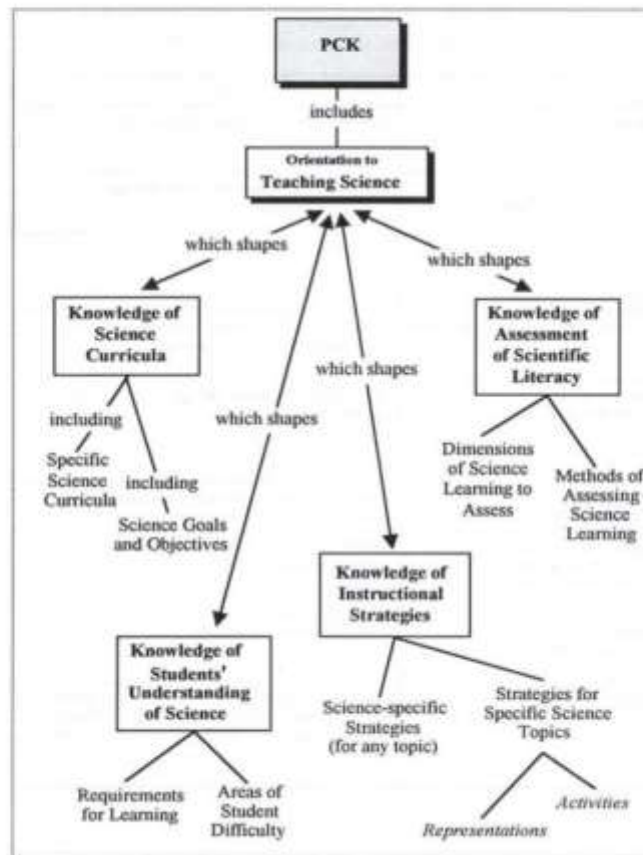 PCK
includes
Orientation to
Teaching Science
which shapes
which shapes
Knowledge of
Science
Curricula
Knowledge of
Assessment
of Scientific
Literacy
which shapes
which shapes
including
Specific
Science
Curricula
including
Science Goals
and Objectives
Dimensions
of Science
Learning to
Assess
Methods of
Assessing
Science
Learning
Knowledge of
Instructional
Strategies
Knowledge of
Students'
Understanding
of Science
Science-specific
Strategies
(for any topic)
Strategies for
Specific Science
Topics
Requirements
for Learning
Areas of
Student
Difficulty
Representations
Activities